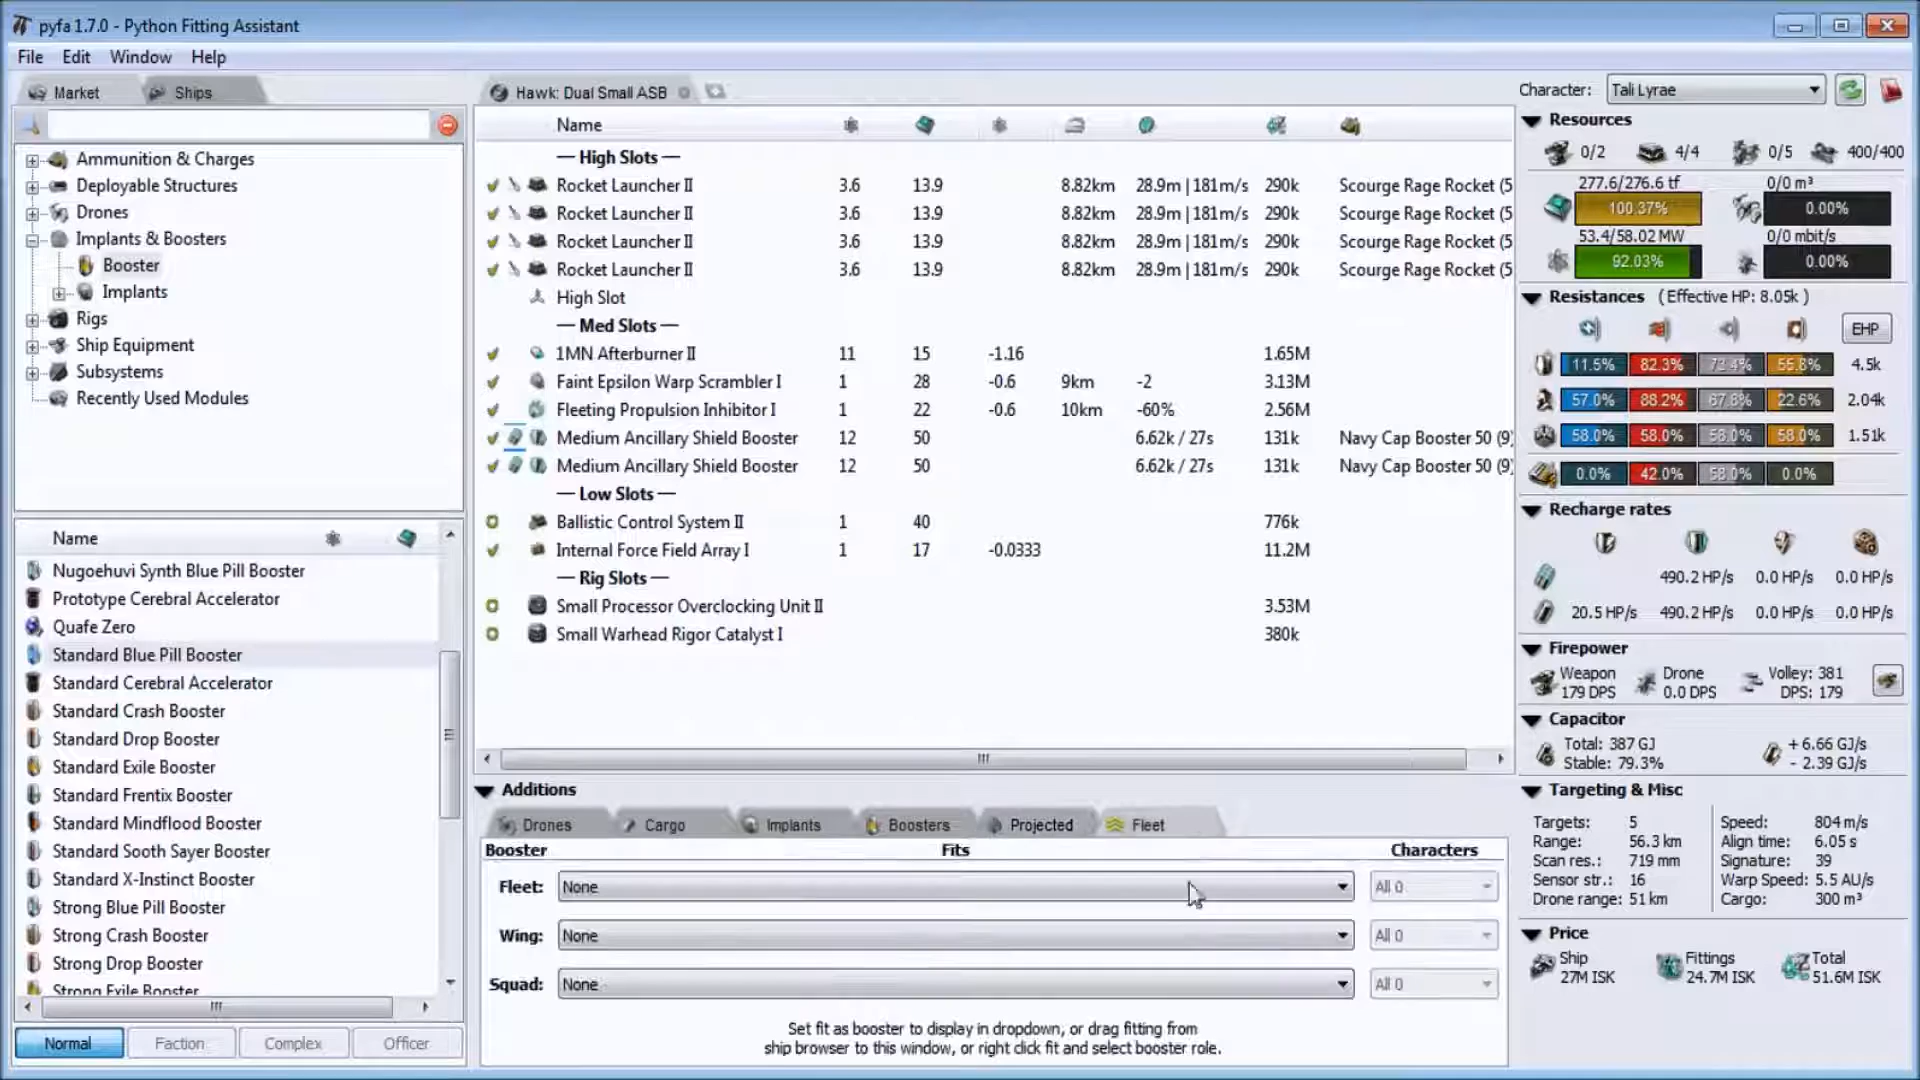 pyfa 1.7.0 - Python Fitting Assistant
File Edit Window Help
Market Ships
Ammunition & Charges
Deployable Structures
Drones
Implants & Boosters
Booster
Implants
Rigs
Ship Equipment
Subsystems
Recently Used Modules
Name
Nugoehuvi Synth Blue Pill Booster
Prototype Cerebral Accelerator
Quafe Zero
Standard Blue Pill Booster
Standard Cerebral Accelerator
Standard Crash Booster
Standard Drop Booster
Standard Exile Booster
Standard Frentix Booster
Standard Mindflood Booster
Standard Sooth Sayer Booster
Standard X-Instinct Booster
Strong Blue Pill Booster
Strong Crash Booster
Strong Drop Booster
Strong Exile Booster
Normal Faction Complex Officer
Hawk: Dual Small ASB
Name
— High Slots —
Rocket Launcher II 3.6 13.9 8.82km 28.9m | 181m/s 290k Scourge Rage Rocket (5
Rocket Launcher II 3.6 13.9 8.82km 28.9m | 181m/s 290k Scourge Rage Rocket (5
Rocket Launcher II 3.6 13.9 8.82km 28.9m | 181m/s 290k Scourge Rage Rocket (5
Rocket Launcher II 3.6 13.9 8.82km 28.9m | 181m/s 290k Scourge Rage Rocket (5
High Slot
— Med Slots —
1MN Afterburner II 11 15 -1.16 1.65M
Faint Epsilon Warp Scrambler I 1 28 -0.6 9km -2 3.13M
Fleeting Propulsion Inhibitor I 1 22 -0.6 10km -60% 2.56M
Medium Ancillary Shield Booster 12 50 6.62k / 27s 131k Navy Cap Booster 50 (9)
Medium Ancillary Shield Booster 12 50 6.62k / 27s 131k Navy Cap Booster 50 (9)
— Low Slots —
Ballistic Control System II 1 40 776k
Internal Force Field Array I 1 17 -0.0333 11.2M
— Rig Slots —
Small Processor Overclocking Unit II 3.53M
Small Warhead Rigor Catalyst I 380k
Additions
Drones Cargo Implants Boosters Projected Fleet
Booster Fits Characters
Fleet: None All 0
Wing: None All 0
Squad: None All 0
Set fit as booster to display in dropdown, or drag fitting from
ship browser to this window, or right click fit and select booster role.
Character: Tali Lyrae
Resources
0/2 4/4 0/5 400/400
277.6/276.6 tf 0/0 m³
100.37% 0.00%
53.4/58.02 MW 0/0 mbit/s
92.03% 0.00%
Resistances ( Effective HP: 8.05k )
EHP
11.5% 82.3% 73.4% 55.8% 4.5k
57.0% 88.2% 67.8% 22.6% 2.04k
58.0% 58.0% 58.0% 58.0% 1.51k
0.0% 42.0% 58.0% 0.0%
Recharge rates
490.2 HP/s 0.0 HP/s 0.0 HP/s
20.5 HP/s 490.2 HP/s 0.0 HP/s 0.0 HP/s
Firepower
Weapon Drone Volley: 381
179 DPS 0.0 DPS DPS: 179
Capacitor
Total: 387 GJ + 6.66 GJ/s
Stable: 79.3% - 2.39 GJ/s
Targeting & Misc
Targets: 5 Speed: 804 m/s
Range: 56.3 km Align time: 6.05 s
Scan res.: 719 mm Signature: 39
Sensor str.: 16 Warp Speed: 5.5 AU/s
Drone range: 51 km Cargo: 300 m³
Price
Ship Fittings Total
27M ISK 24.7M ISK 51.6M ISK